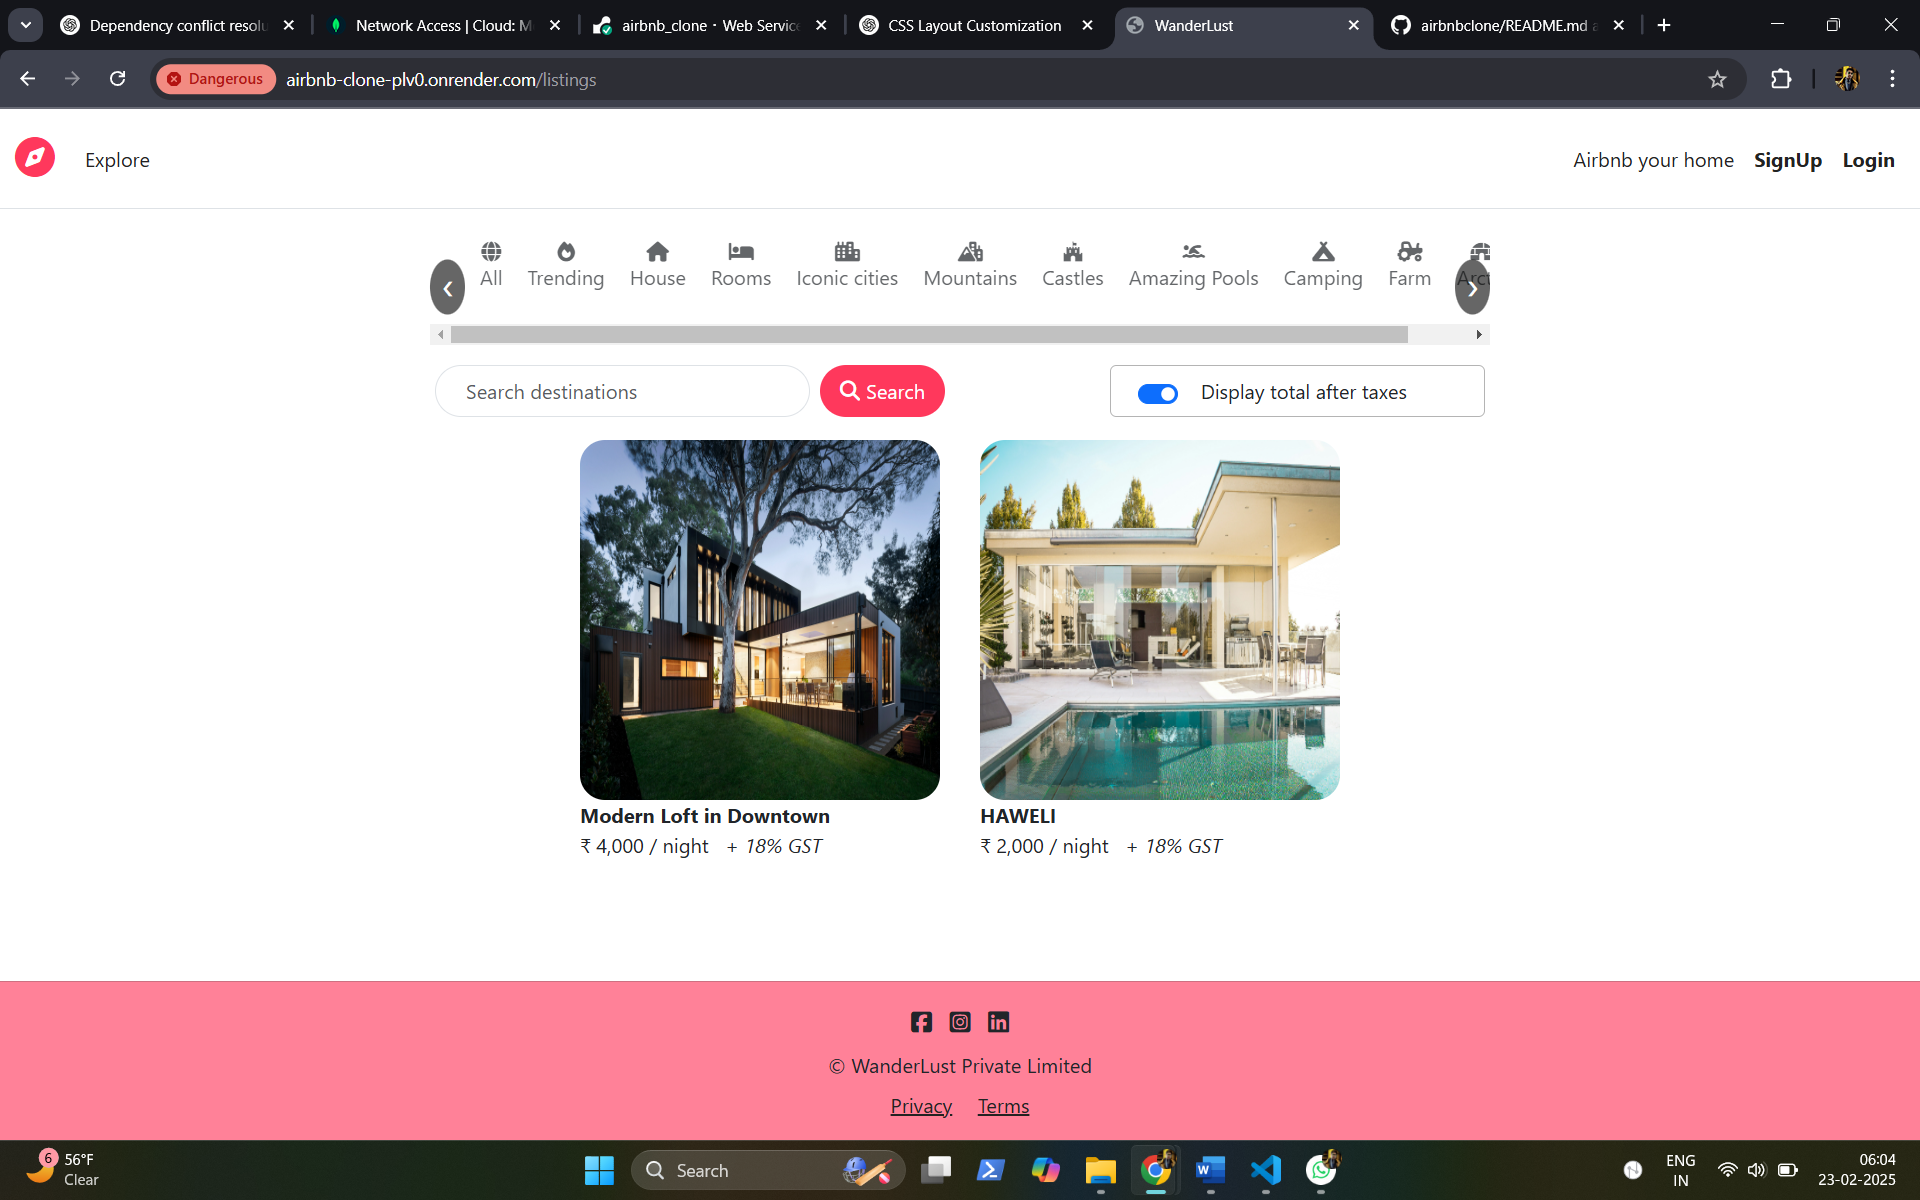 Dependency conflict resolu
Network Access | Cloud: M
airbnb_clone · Web Servic
CSS Layout Customization
WanderLust
airbnbclone/README.md a
Dangerous
airbnb-clone-plv0.onrender.com/listings
Explore
Airbnb your home
SignUp
Login
All
Trending
House
Rooms
Iconic cities
Mountains
Castles
Amazing Pools
Camping
Farm
Arct
Search destinations
Search
Display total after taxes
Modern Loft in Downtown
₹ 4,000 / night + 18% GST
HAWELI
₹ 2,000 / night + 18% GST
© WanderLust Private Limited
Privacy
Terms
6
56°F
Clear
Search
ENG
IN
06:04
23-02-2025